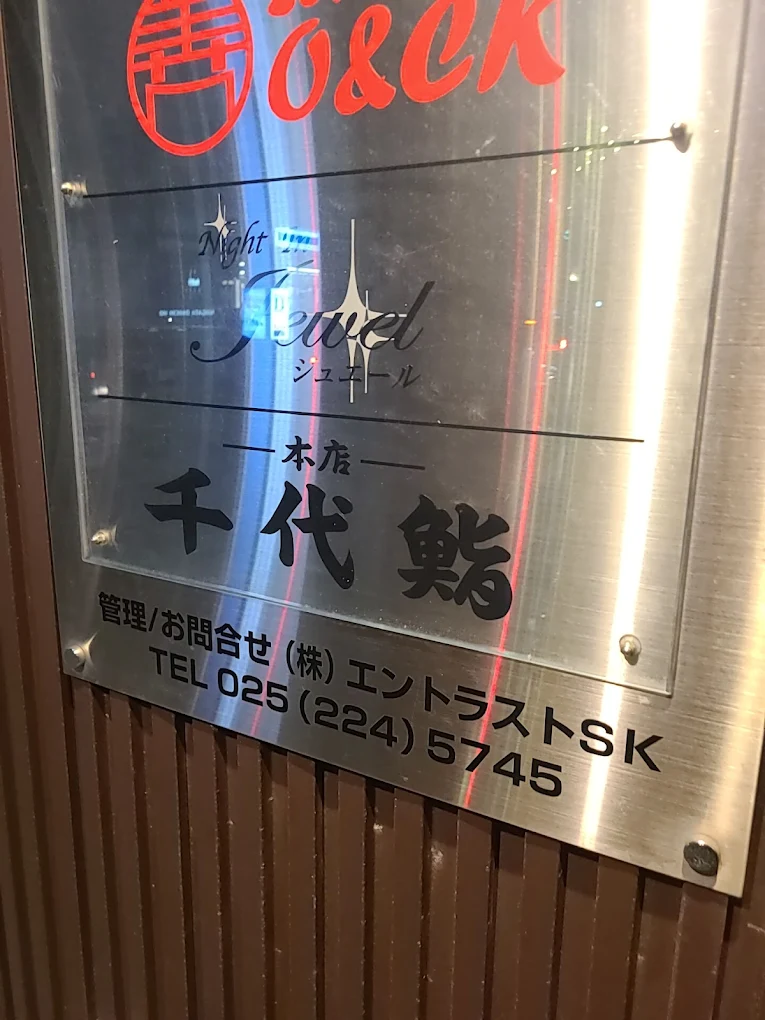 O&CK
Night in
Jewel
ジュエール
本店
千代鮨
管理/お問合せ (株) エントラストSK
TEL 025 (224) 5745